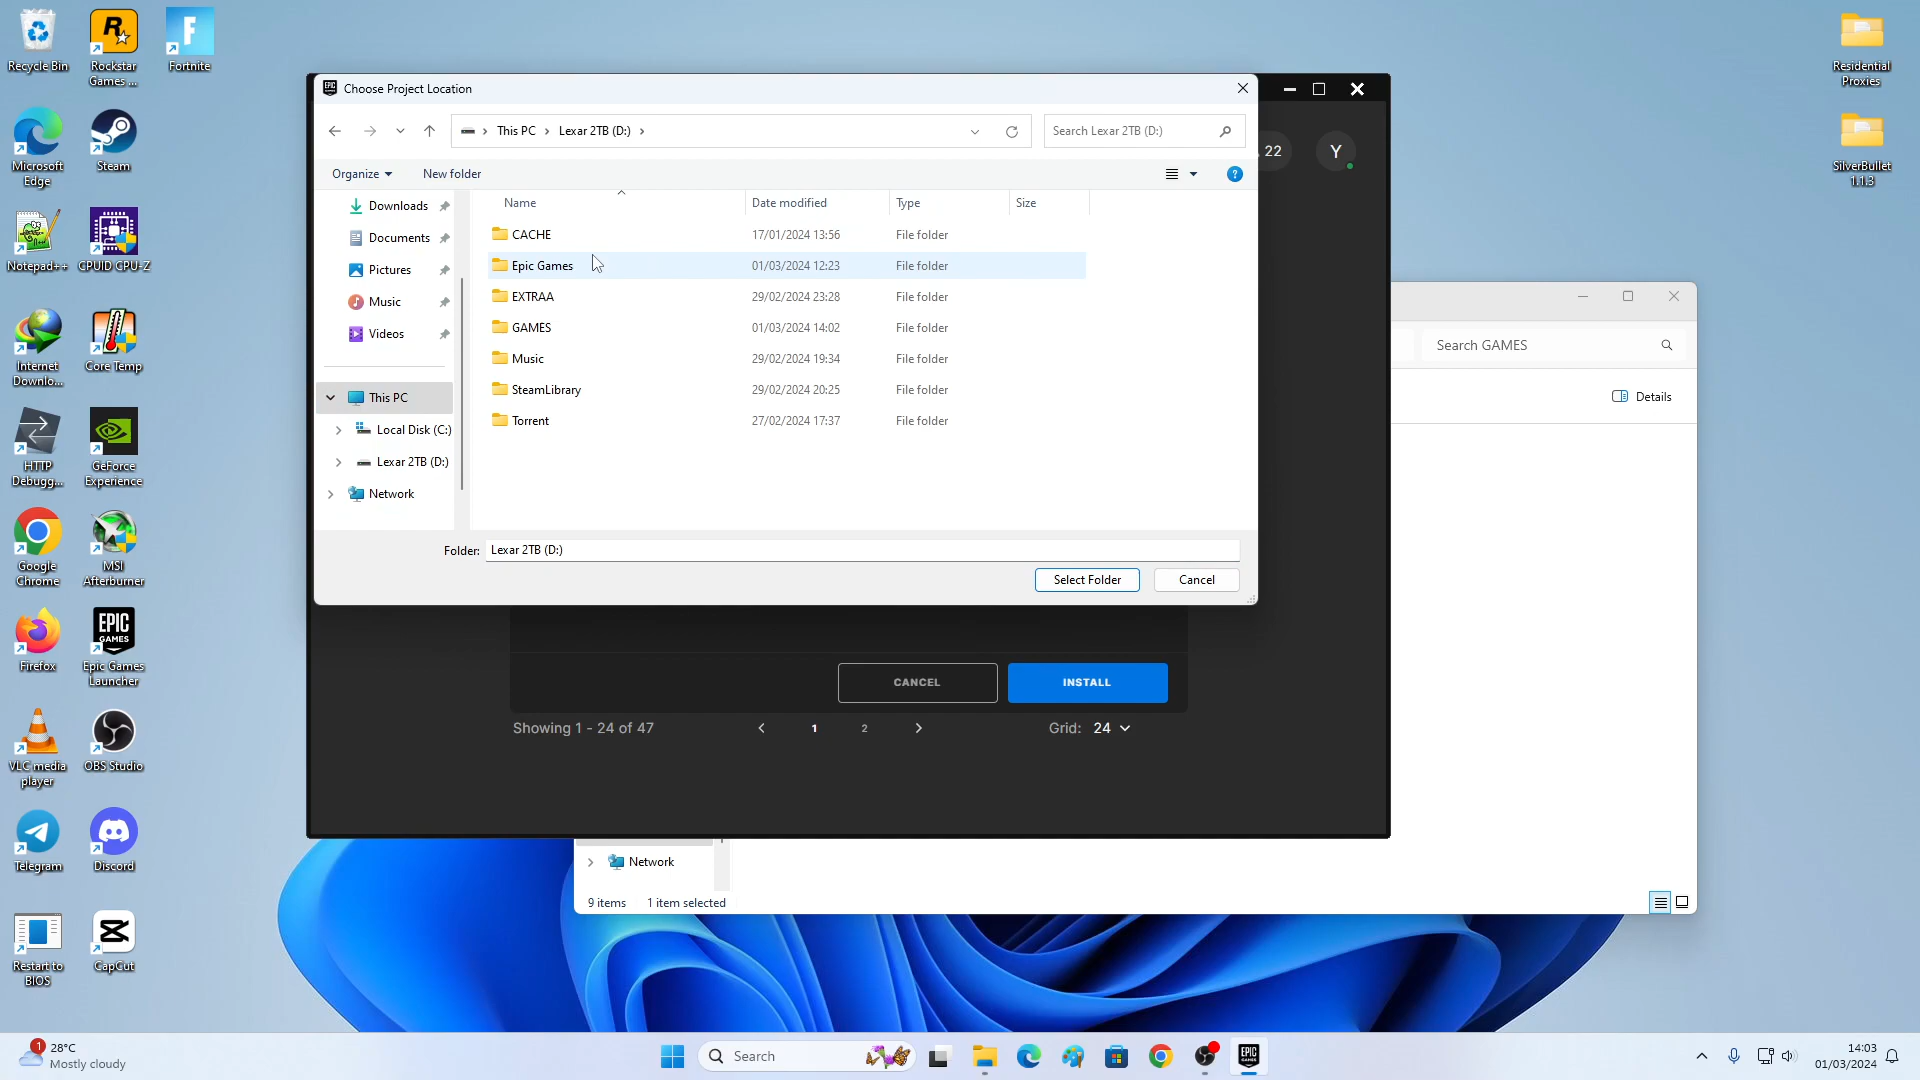 Recycle Bin
Rockstar
Games ...
Fortnite
Microsoft
Edge
Steam
Notepad++
CPUID CPU-Z
Internet
Downlo...
Core Temp
HTTP
Debugg...
GeForce
Experience
Google
Chrome
MSI
Afterburner
Firefox
Epic Games
Launcher
VLC media
player
OBS Studio
Telegram
Discord
Restart to
BIOS
CapCut
Residential
Proxies
SilverBullet
1.1.3
EPIC
Choose Project Location
This PC
Lexar 2TB (D:)
Search Lexar 2TB (D:)
Organize
New folder
?
Downloads
Documents
Pictures
Music
Videos
This PC
Local Disk (C:)
Lexar 2TB (D:)
Network
Name
Date modified
Type
Size
CACHE
17/01/2024 13:56
File folder
Epic Games
01/03/2024 12:23
File folder
EXTRAA
29/02/2024 23:28
File folder
GAMES
01/03/2024 14:02
File folder
Music
29/02/2024 19:34
File folder
SteamLibrary
29/02/2024 20:25
File folder
Torrent
27/02/2024 17:37
File folder
Folder:
Lexar 2TB (D:)
Select Folder
Cancel
22
Y
CANCEL
INSTALL
Showing 1 - 24 of 47
1
2
Grid: 24
Search GAMES
Details
Network
9 items
1 item selected
EPIC
GAMES
1
28°C
Mostly cloudy
Search
EPIC
GAMES
14:03
01/03/2024